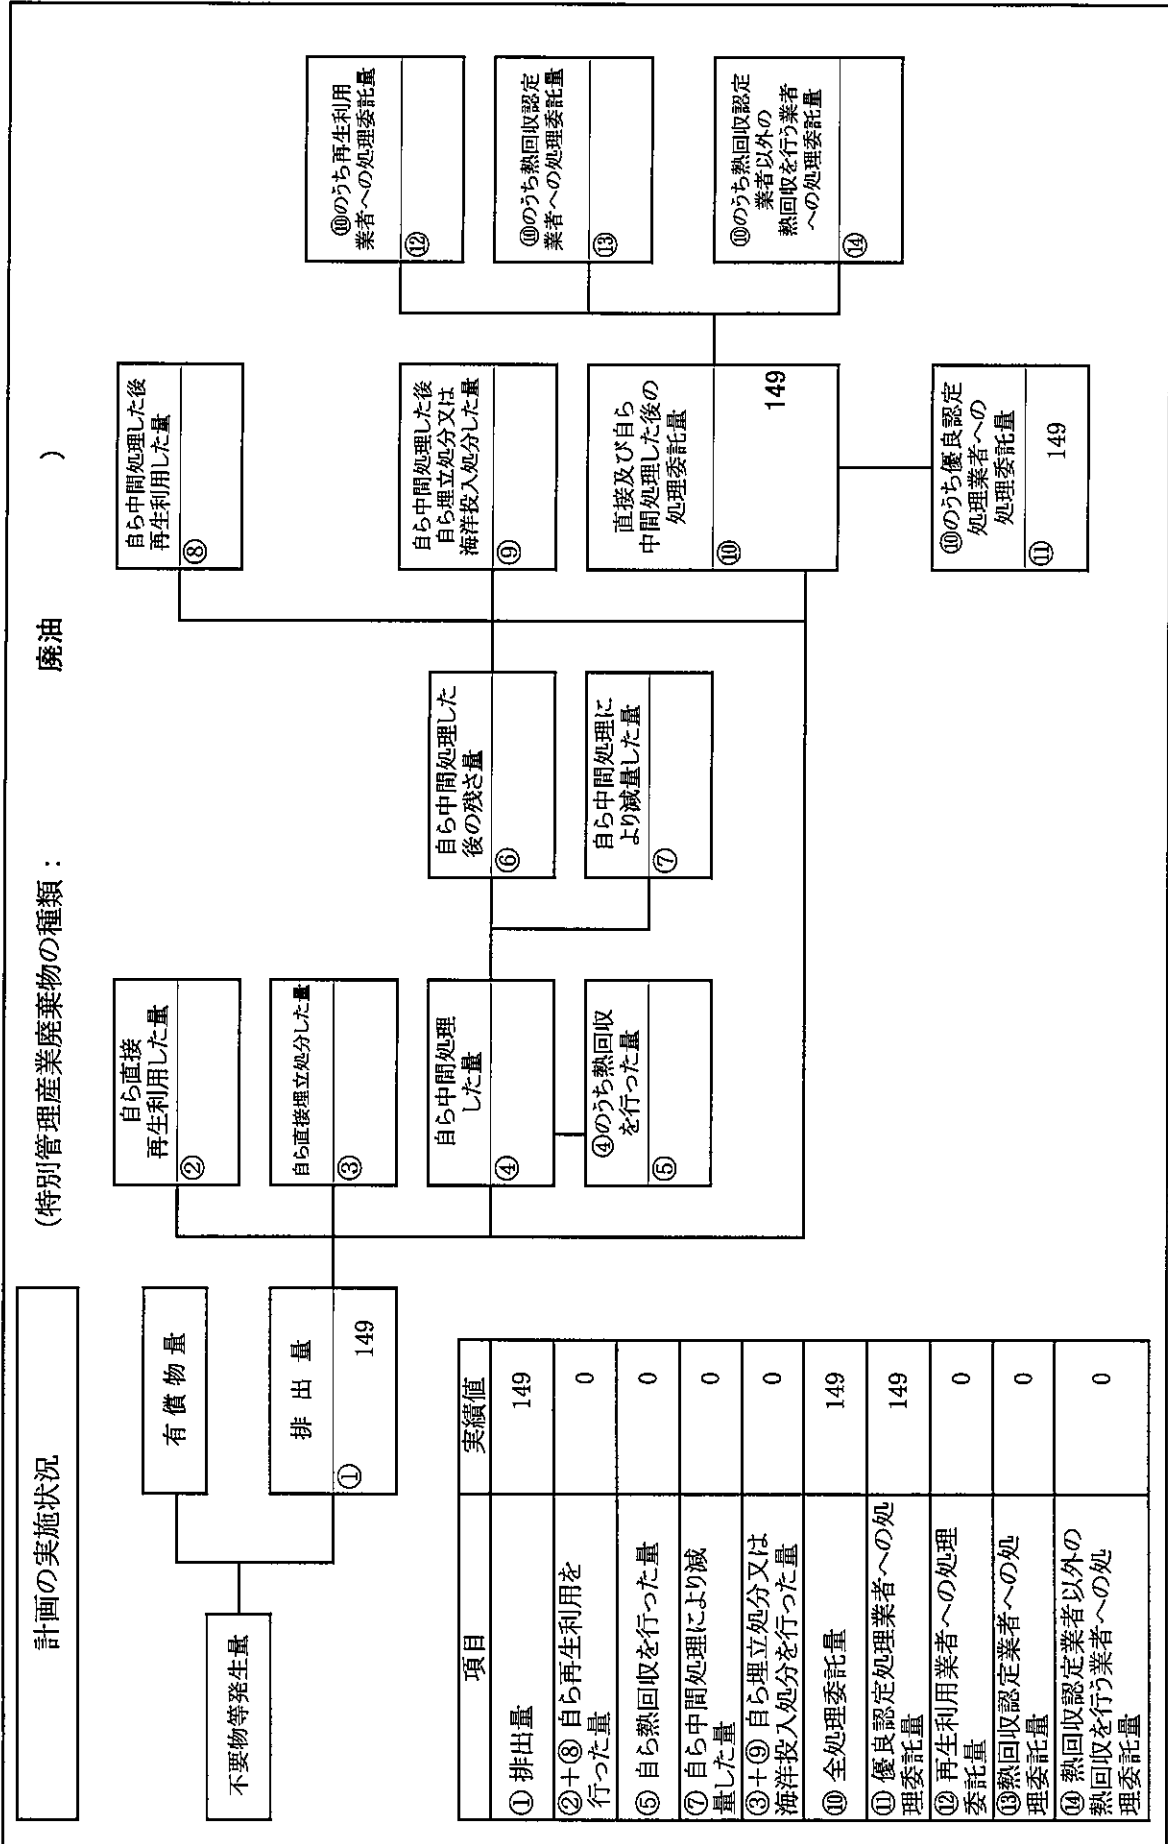 計画の実施状況
(特別管理産業廃棄物の種類： 廃油 )
不要物等発生量
有償物量
排出量
① 149
自ら直接
再生利用した量
②
自ら直接埋立処分した量
③
自ら中間処理
した量
④
④のうち熱回収
を行った量
⑤
自ら中間処理した
後の残さ量
⑥
自ら中間処理に
より減量した量
⑦
自ら中間処理した後
再生利用した量
⑧
自ら中間処理した後
自ら埋立処分又は
海洋投入処分した量
⑨
直接及び自ら
中間処理した後の
処理委託量
⑩ 149
⑩のうち優良認定
処理業者への
処理委託量
⑪ 149
⑩のうち再生利用
業者への処理委託量
⑫
⑩のうち熱回収認定
業者への処理委託量
⑬
⑩のうち熱回収認定
業者以外の
熱回収を行う業者
への処理委託量
⑭
項目 実績値
①排出量 149
②+⑧ 自ら再生利用を
行った量 0
⑤ 自ら熱回収を行った量 0
⑦ 自ら中間処理により減
量した量 0
③+⑨ 自ら埋立処分又は
海洋投入処分を行った量 0
⑩ 全処理委託量 149
⑪ 優良認定処理業者への処
理委託量 149
⑫ 再生利用業者への処理
委託量 0
⑬熱回収認定業者への処
理委託量 0
⑭ 熱回収認定業者以外の
熱回収を行う業者への処
理委託量 0